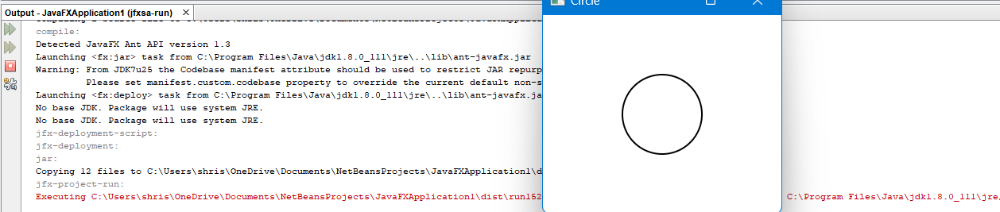 Output - JavaFXApplication1 (jfxsa-run)
Circle
compile:
Detected JavaFX Ant API version 1.3
Launching <fx:jar> task from C:\Program Files\Java\jdk1.8.0_111\jre\..\lib\ant-javafx.jar
Warning: From JDK7u25 the Codebase manifest attribute should be used to restrict JAR repurp
Please set manifest.custom.codebase property to override the current default non-s
Launching <fx:deploy> task from C:\Program Files\Java\jdk1.8.0_111\jre\..\lib\ant-javafx.ja
No base JDK. Package will use system JRE.
No base JDK. Package will use system JRE.
jfx-deployment-script:
jfx-deployment:
jar:
Copying 12 files to C:\Users\shris\OneDrive\Documents\NetBeansProjects\JavaFXApplication1\d
jfx-project-run:
Executing C:\Users\shris\OneDrive\Documents\NetBeansProjects\JavaFXApplication1\dist\run152 C:\Program Files\Java\jdk1.8.0_111\jre/